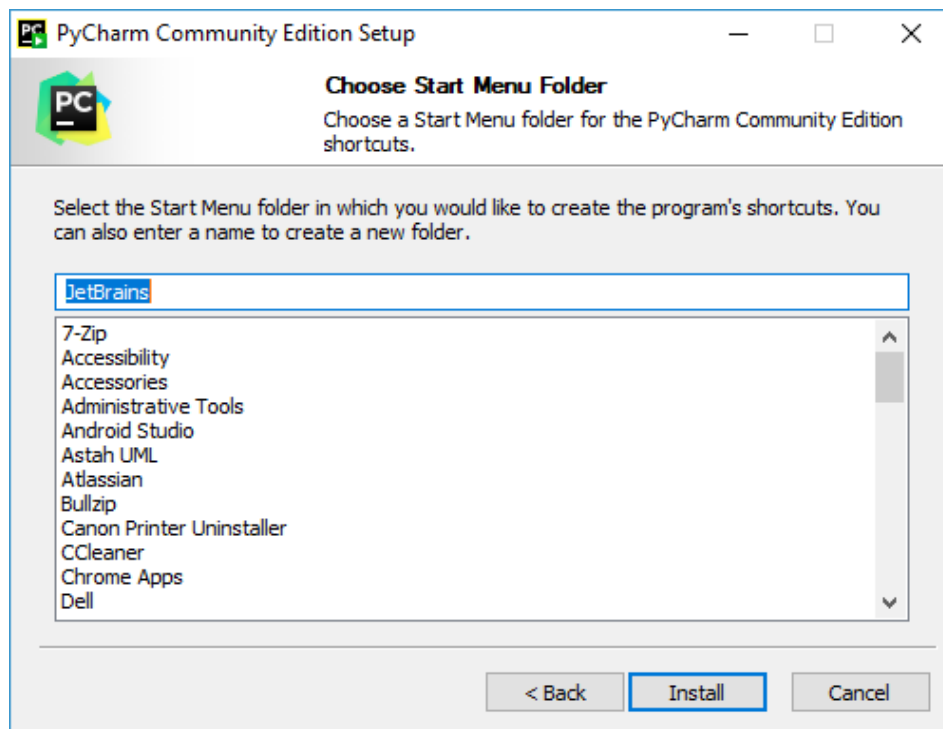 PyCharm Community Edition Setup
PC
Choose Start Menu Folder
Choose a Start Menu folder for the PyCharm Community Edition
shortcuts.
Select the Start Menu folder in which you would like to create the program's shortcuts. You
can also enter a name to create a new folder.
JetBrains
7-Zip
Accessibility
Accessories
Administrative Tools
Android Studio
Astah UML
Atlassian
Bullzip
Canon Printer Uninstaller
CCleaner
Chrome Apps
Dell
< Back
Install
Cancel